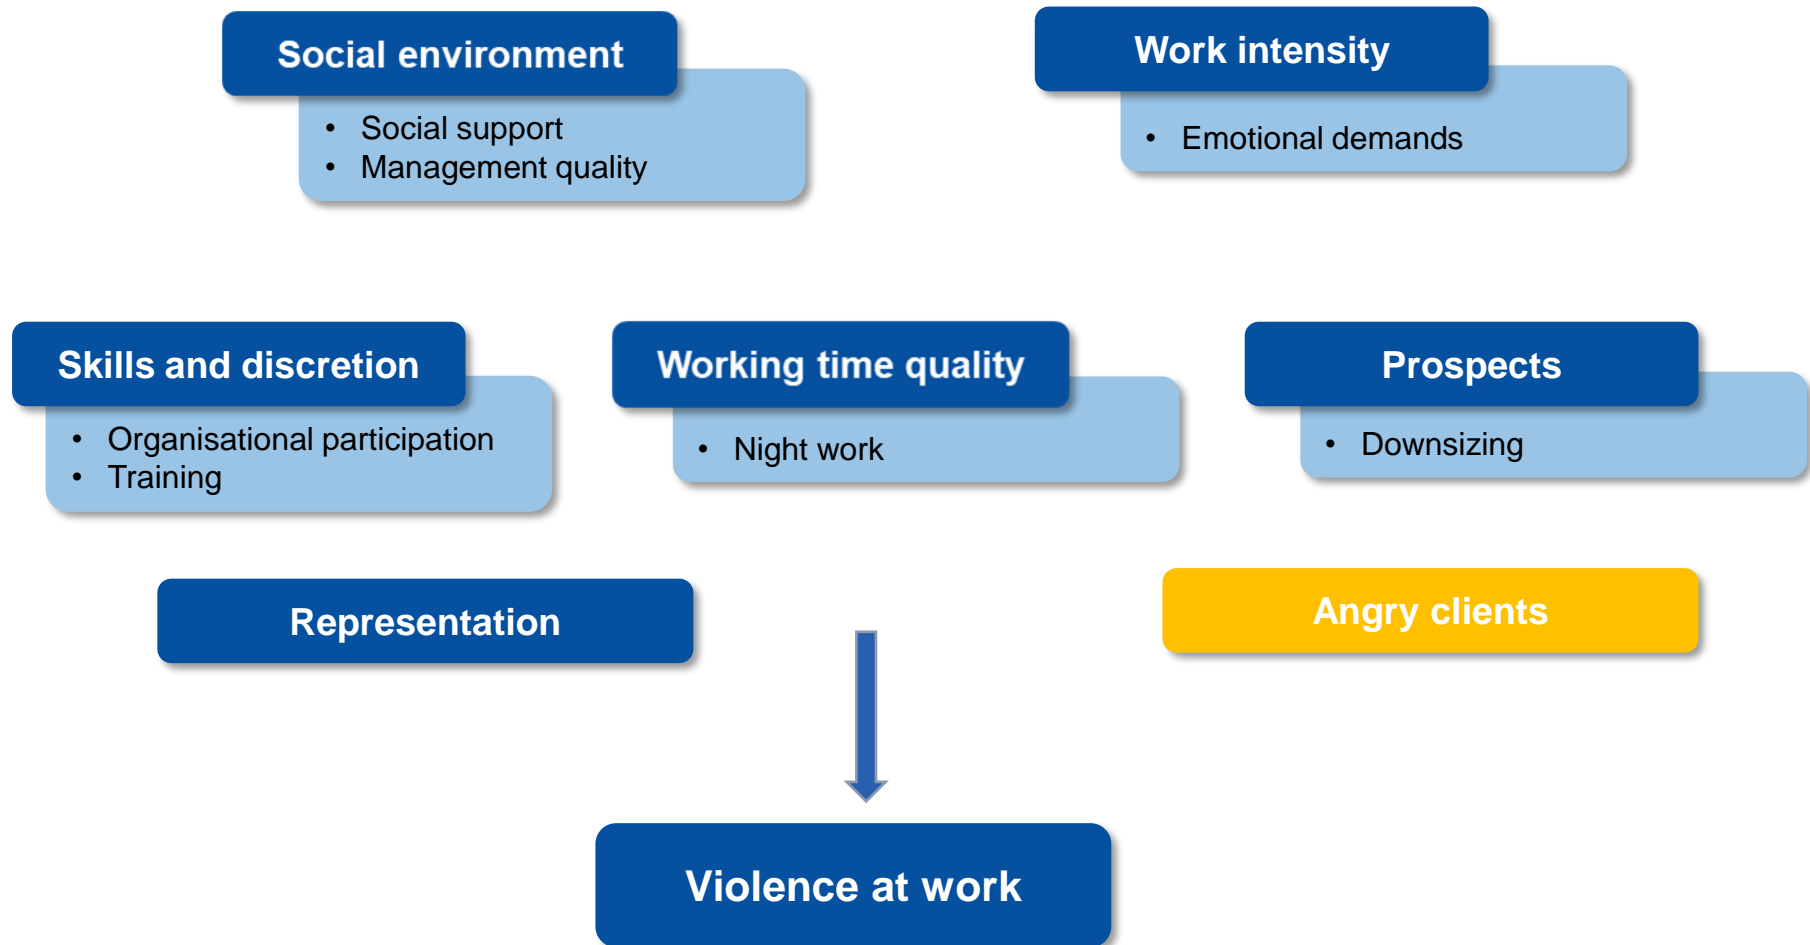 Social environment
• Social support
• Management quality
Work intensity
• Emotional demands
Skills and discretion
• Organisational participation
• Training
Working time quality
• Night work
Prospects
• Downsizing
Representation
Angry clients
Violence at work